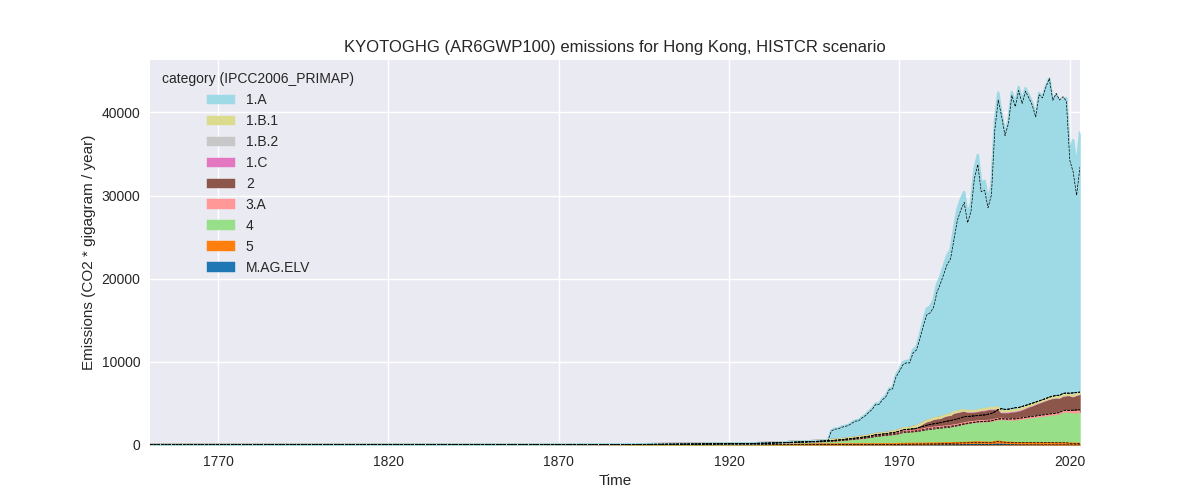 KYOTOGHG (AR6GWP100) emissions for Hong Kong, HISTCR scenario
category (IPCC2006_PRIMAP)
1.A
1.B.1
1.B.2
1.C
2
3.A
4
5
M.AG.ELV
Emissions (CO2 * gigagram / year)
40000
30000
20000
10000
0
1770
1820
1870
1920
1970
2020
Time